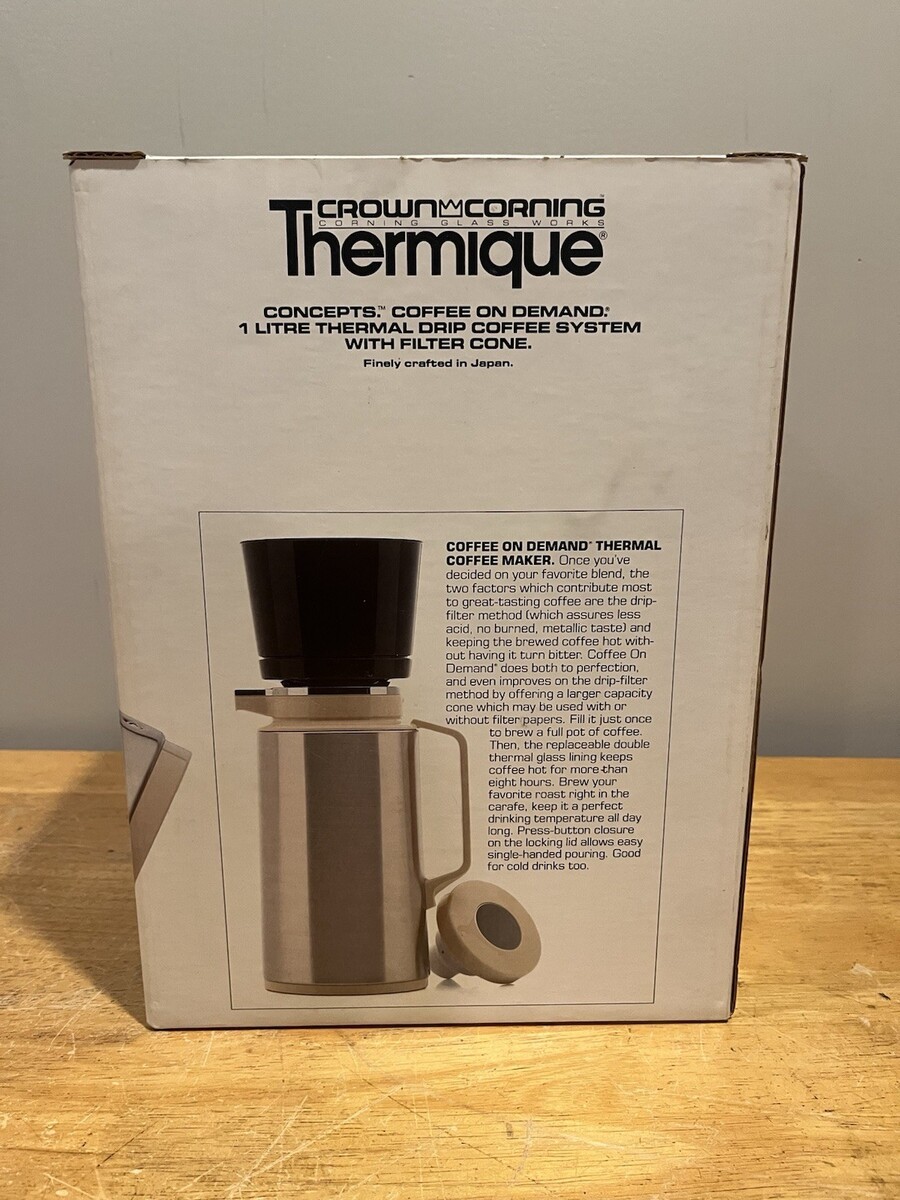 CROWN CORNING™
CORNING GLASS WORKS
Thermique®
CONCEPTS.™ COFFEE ON DEMAND.®
1 LITRE THERMAL DRIP COFFEE SYSTEM
WITH FILTER CONE.
Finely crafted in Japan.
COFFEE ON DEMAND® THERMAL
COFFEE MAKER. Once you've
decided on your favorite blend, the
two factors which contribute most
to great-tasting coffee are the drip-
filter method (which assures less
acid, no burned, metallic taste) and
keeping the brewed coffee hot with-
out having it turn bitter. Coffee On
Demand® does both to perfection,
and even improves on the drip-filter
method by offering a larger capacity
cone which may be used with or
without filter papers. Fill it just once
to brew a full pot of coffee.
Then, the replaceable double
thermal glass lining keeps
coffee hot for more than
eight hours. Brew your
favorite roast right in the
carafe, keep it a perfect
drinking temperature all day
long. Press-button closure
on the locking lid allows easy
single-handed pouring. Good
for cold drinks too.